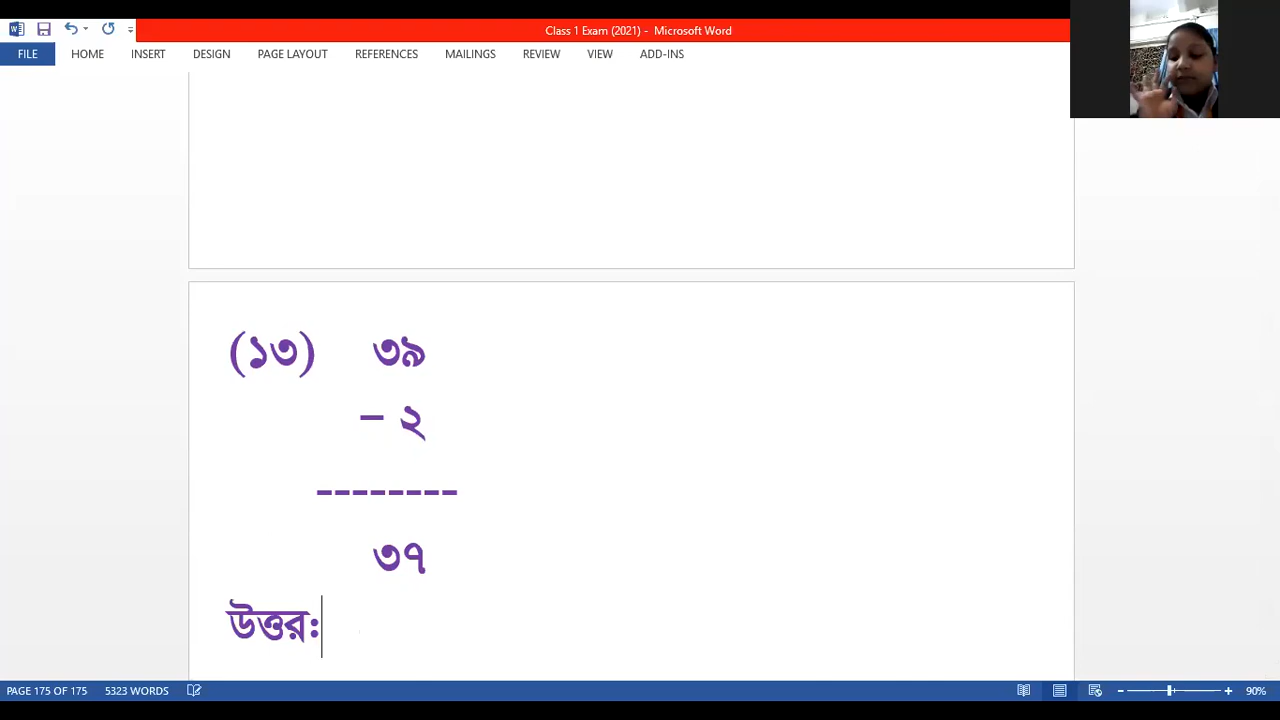 Class 1 Exam (2021) - Microsoft Word
FILE HOME INSERT DESIGN PAGE LAYOUT REFERENCES MAILINGS REVIEW VIEW ADD-INS
(১৩) ৩৯
– ২
--------
৩৭
উত্তর:
PAGE 175 OF 175 5323 WORDS 90%